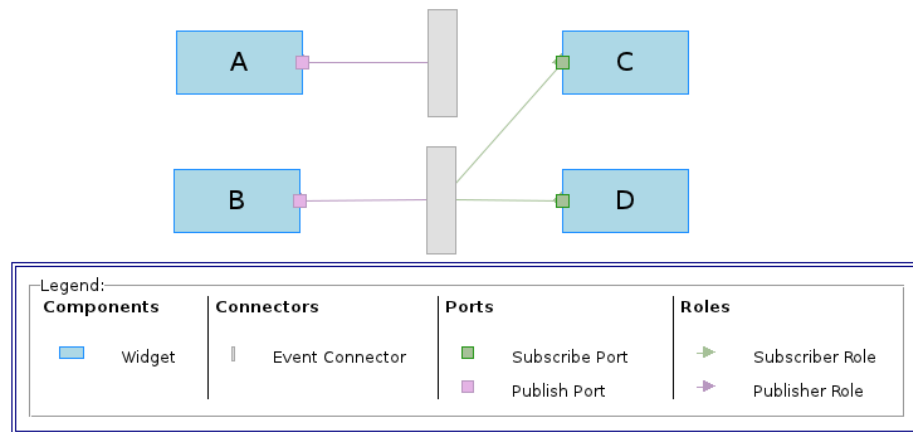 A
C
B
D
Legend:
Components
Connectors
Ports
Roles
Widget
Event Connector
Subscribe Port
Subscriber Role
Publish Port
Publisher Role